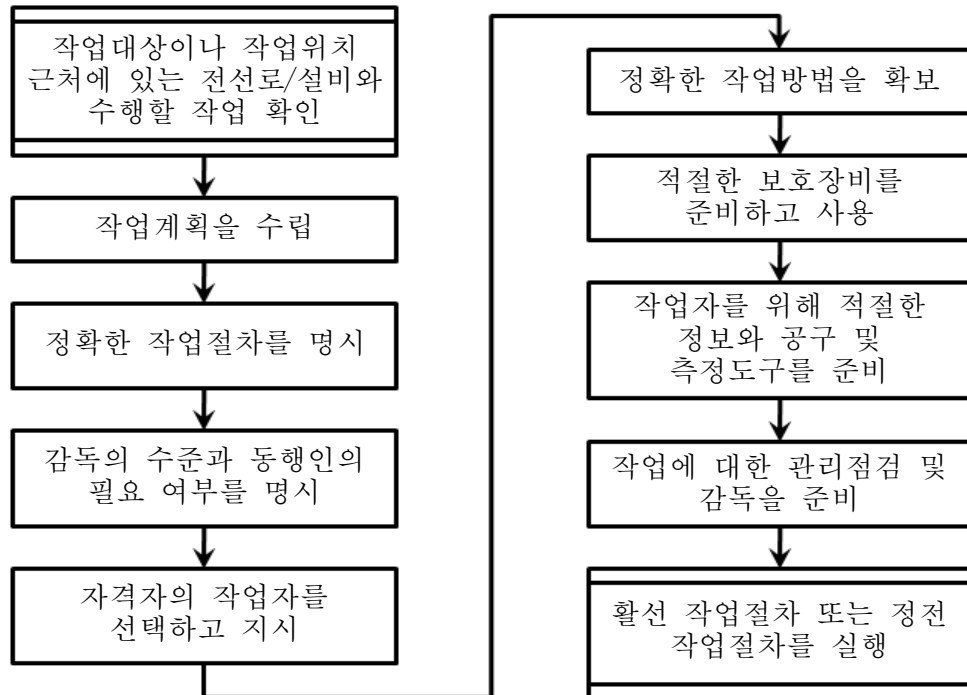 작업대상이나 작업위치
근처에 있는 전선로/설비와
수행할 작업 확인
작업계획을 수립
정확한 작업절차를 명시
감독의 수준과 동행인의
필요 여부를 명시
자격자의 작업자를
선택하고 지시
정확한 작업방법을 확보
적절한 보호장비를
준비하고 사용
작업자를 위해 적절한
정보와 공구 및
측정도구를 준비
작업에 대한 관리점검 및
감독을 준비
활선 작업절차 또는 정전
작업절차를 실행